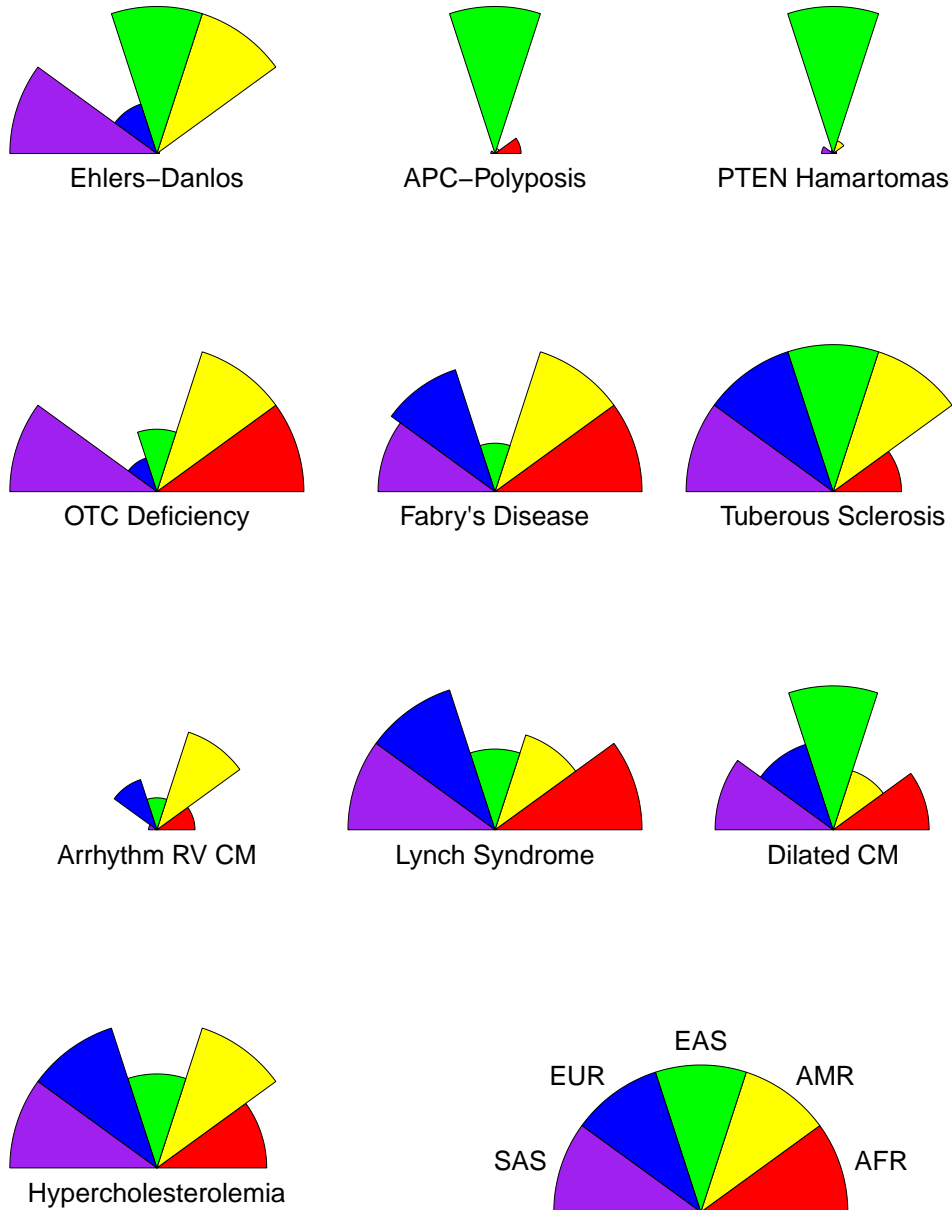 Ehlers−Danlos
APC−Polyposis
PTEN Hamartomas
OTC Deficiency
Fabry's Disease
Tuberous Sclerosis
Arrhythm RV CM
Lynch Syndrome
Dilated CM
Hypercholesterolemia
EAS
EUR
AMR
SAS
AFR